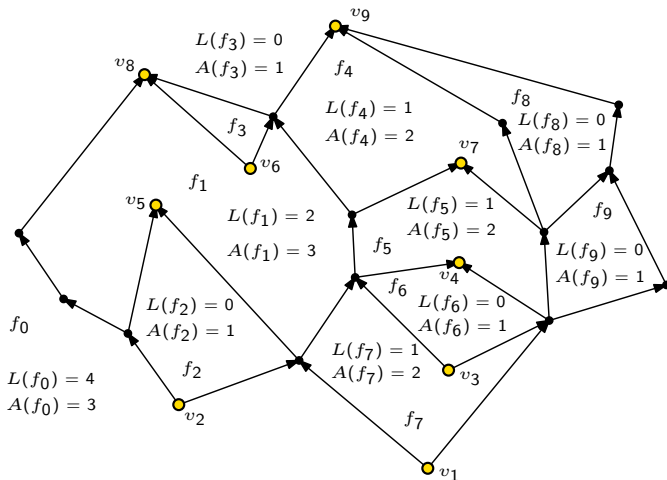 v9
L(f3) = 0
A(f3) = 1
v8
f4
f8
L(f4) = 1
A(f4) = 2
L(f8) = 0
A(f8) = 1
f3
v7
v6
f1
v5
L(f1) = 2
A(f1) = 3
L(f5) = 1
A(f5) = 2
f9
f5
L(f9) = 0
A(f9) = 1
v4
f6
L(f6) = 0
A(f6) = 1
L(f2) = 0
A(f2) = 1
f0
L(f7) = 1
A(f7) = 2
f2
v3
L(f0) = 4
A(f0) = 3
v2
f7
v1